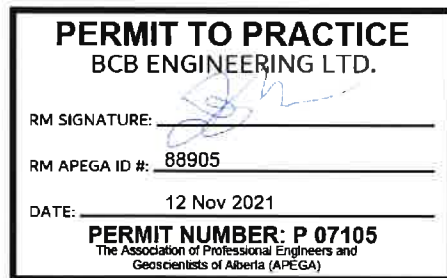 PERMIT TO PRACTICE
BCB ENGINEERING LTD.
RM SIGNATURE:
RM APEGA ID #: 88905
DATE: 12 Nov 2021
PERMIT NUMBER: P 07105
The Association of Professional Engineers and
Geoscientists of Alberta (APEGA)